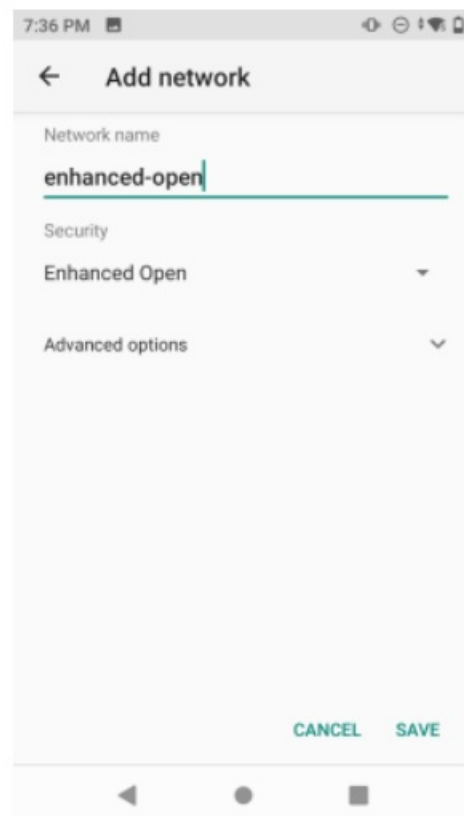 7:36 PM
Add network
Network name
enhanced-open
Security
Enhanced Open
Advanced options
CANCEL SAVE